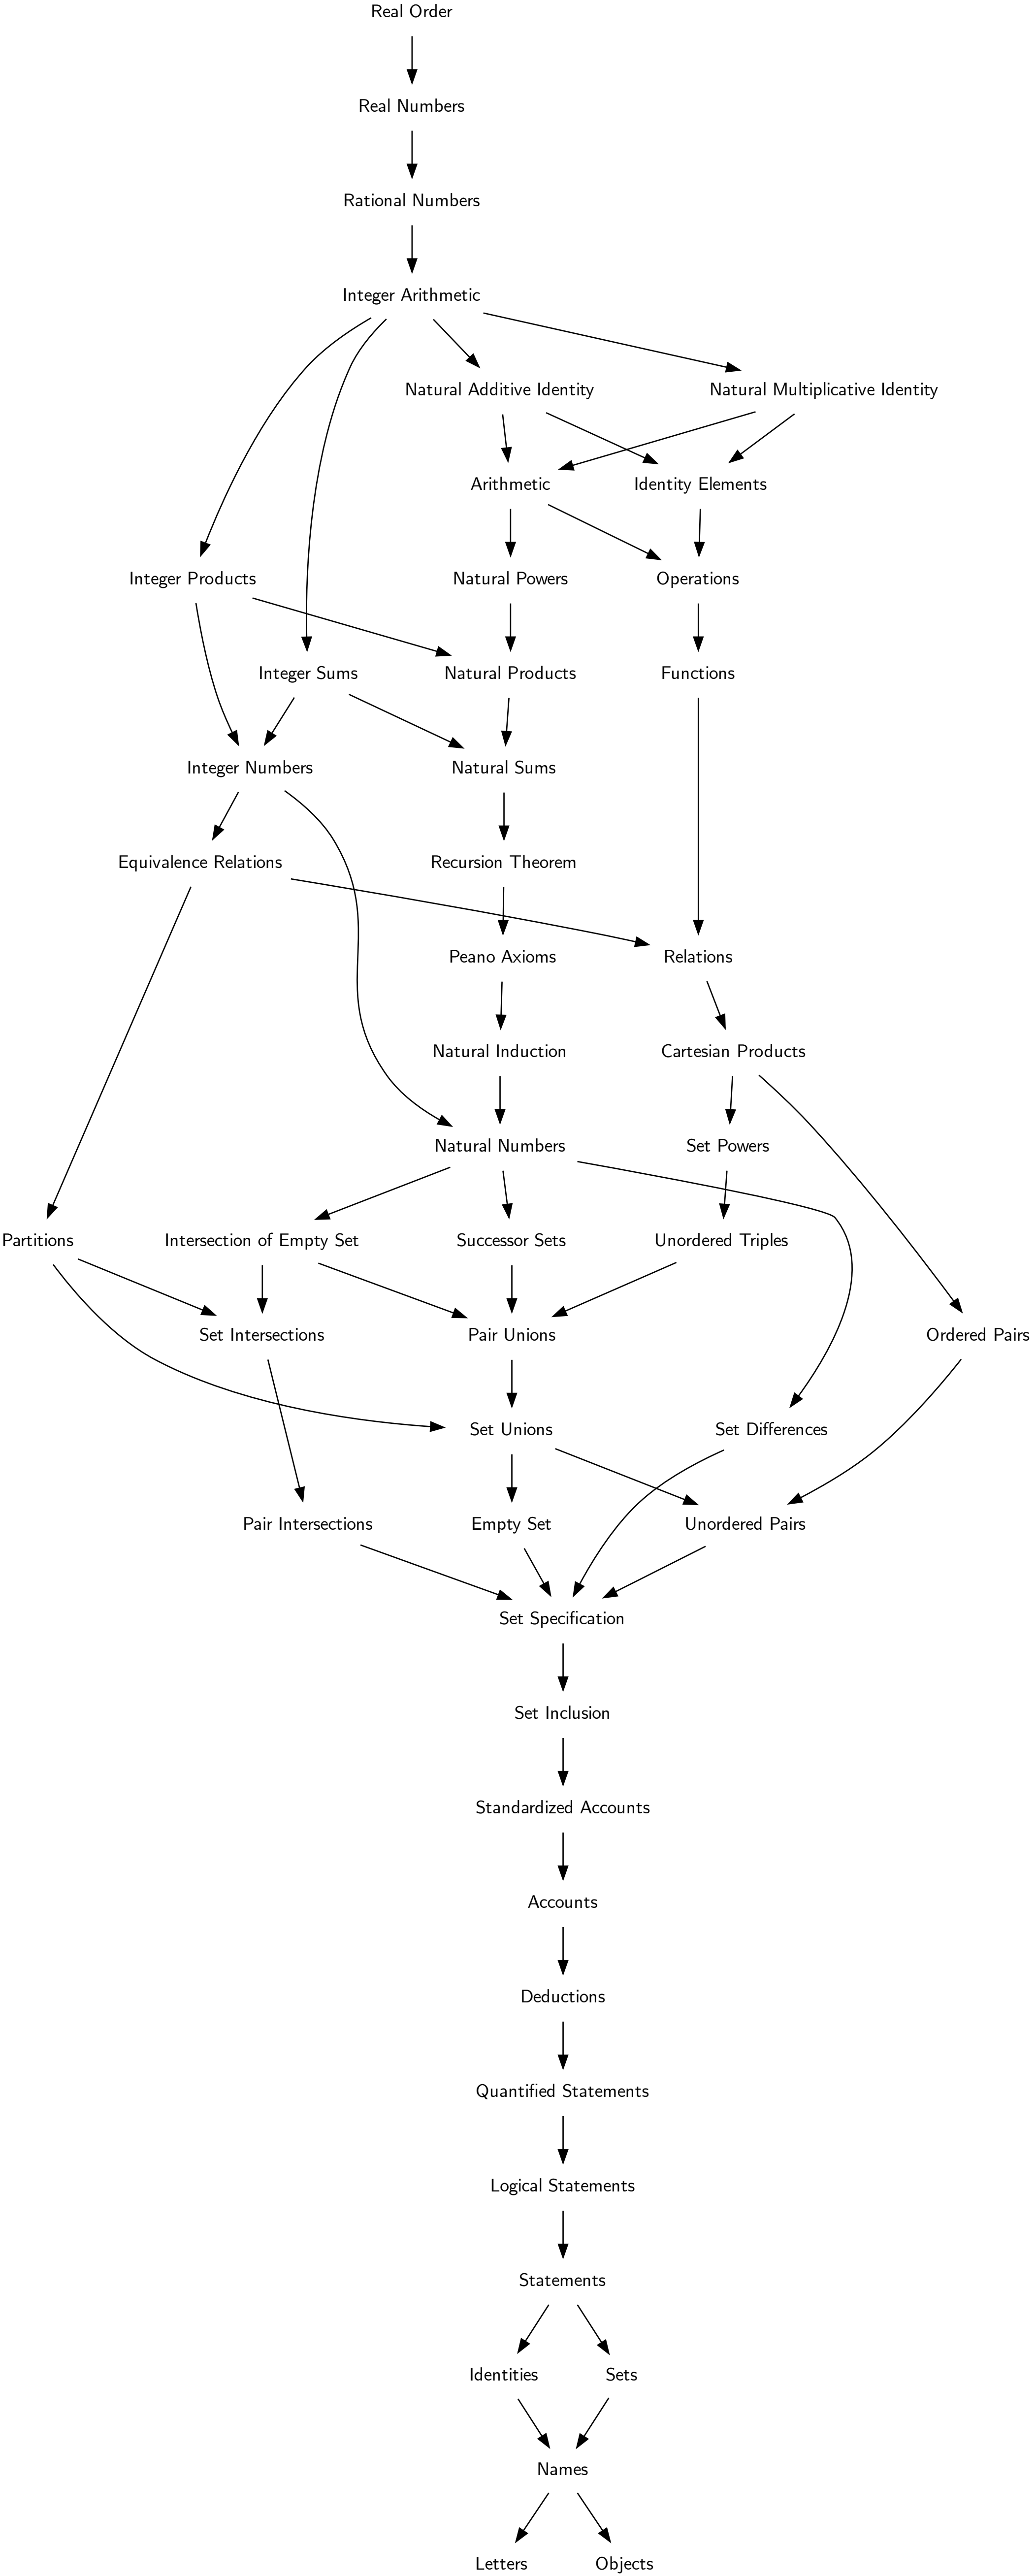 Real Order
Real Numbers
Rational Numbers
Integer Arithmetic
Natural Additive Identity
Natural Multiplicative Identity
Arithmetic
Identity Elements
Integer Products
Natural Powers
Operations
Integer Sums
Natural Products
Functions
Integer Numbers
Natural Sums
Equivalence Relations
Recursion Theorem
Peano Axioms
Relations
Natural Induction
Cartesian Products
Natural Numbers
Set Powers
Partitions
Intersection of Empty Set
Successor Sets
Unordered Triples
Set Intersections
Pair Unions
Ordered Pairs
Set Unions
Set Differences
Pair Intersections
Empty Set
Unordered Pairs
Set Specification
Set Inclusion
Standardized Accounts
Accounts
Deductions
Quantified Statements
Logical Statements
Statements
Identities
Sets
Names
Letters
Objects